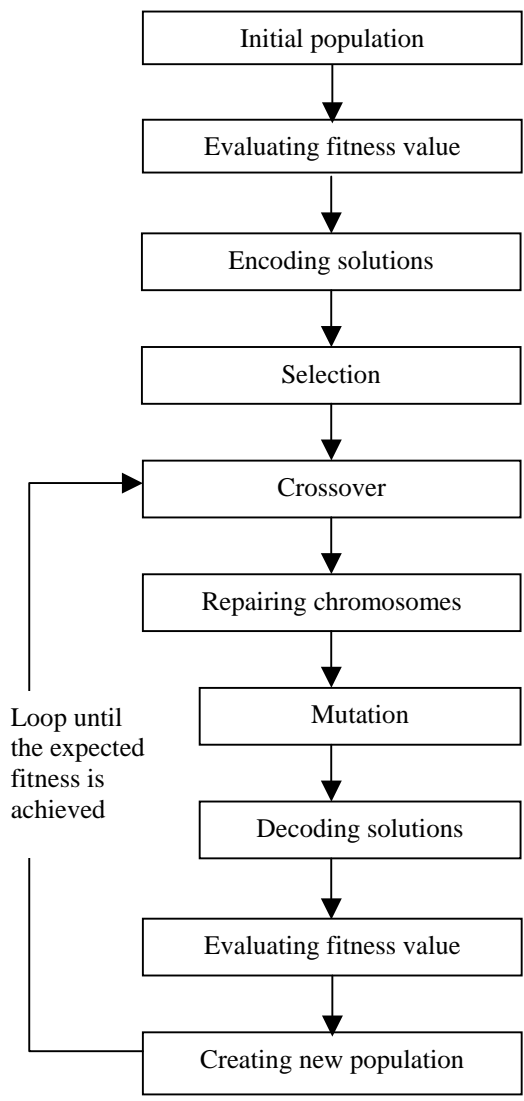 Initial population
Evaluating fitness value
Encoding solutions
Selection
Crossover
Repairing chromosomes
Mutation
Loop until
the expected
fitness is
achieved
Decoding solutions
Evaluating fitness value
Creating new population